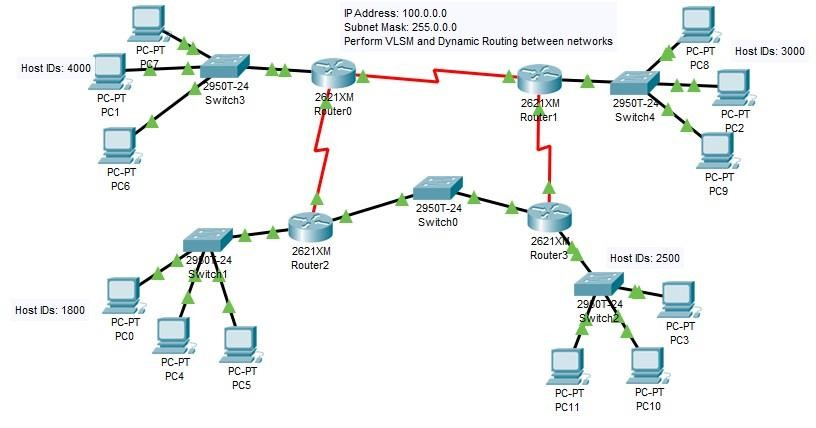 IP Address: 100.0.0.0
Subnet Mask: 255.0.0.0
Perform VLSM and Dynamic Routing between networks
PC-PT
PC7
Host IDs: 4000
PC-PT
PC1
PC-PT
PC6
2950T-24
Switch3
2621XM
Router0
2621XM
Router1
2950T-24
Switch4
PC-PT
PC8
Host IDs: 3000
PC-PT
PC2
PC-PT
PC9
2950T-24
Switch0
2950T-24
Switch1
2621XM
Router2
2621XM
Router3
Host IDs: 2500
2950T-24
Switch2
Host IDs: 1800
PC-PT
PC0
PC-PT
PC4
PC-PT
PC5
PC-PT
PC3
PC-PT
PC11
PC-PT
PC10